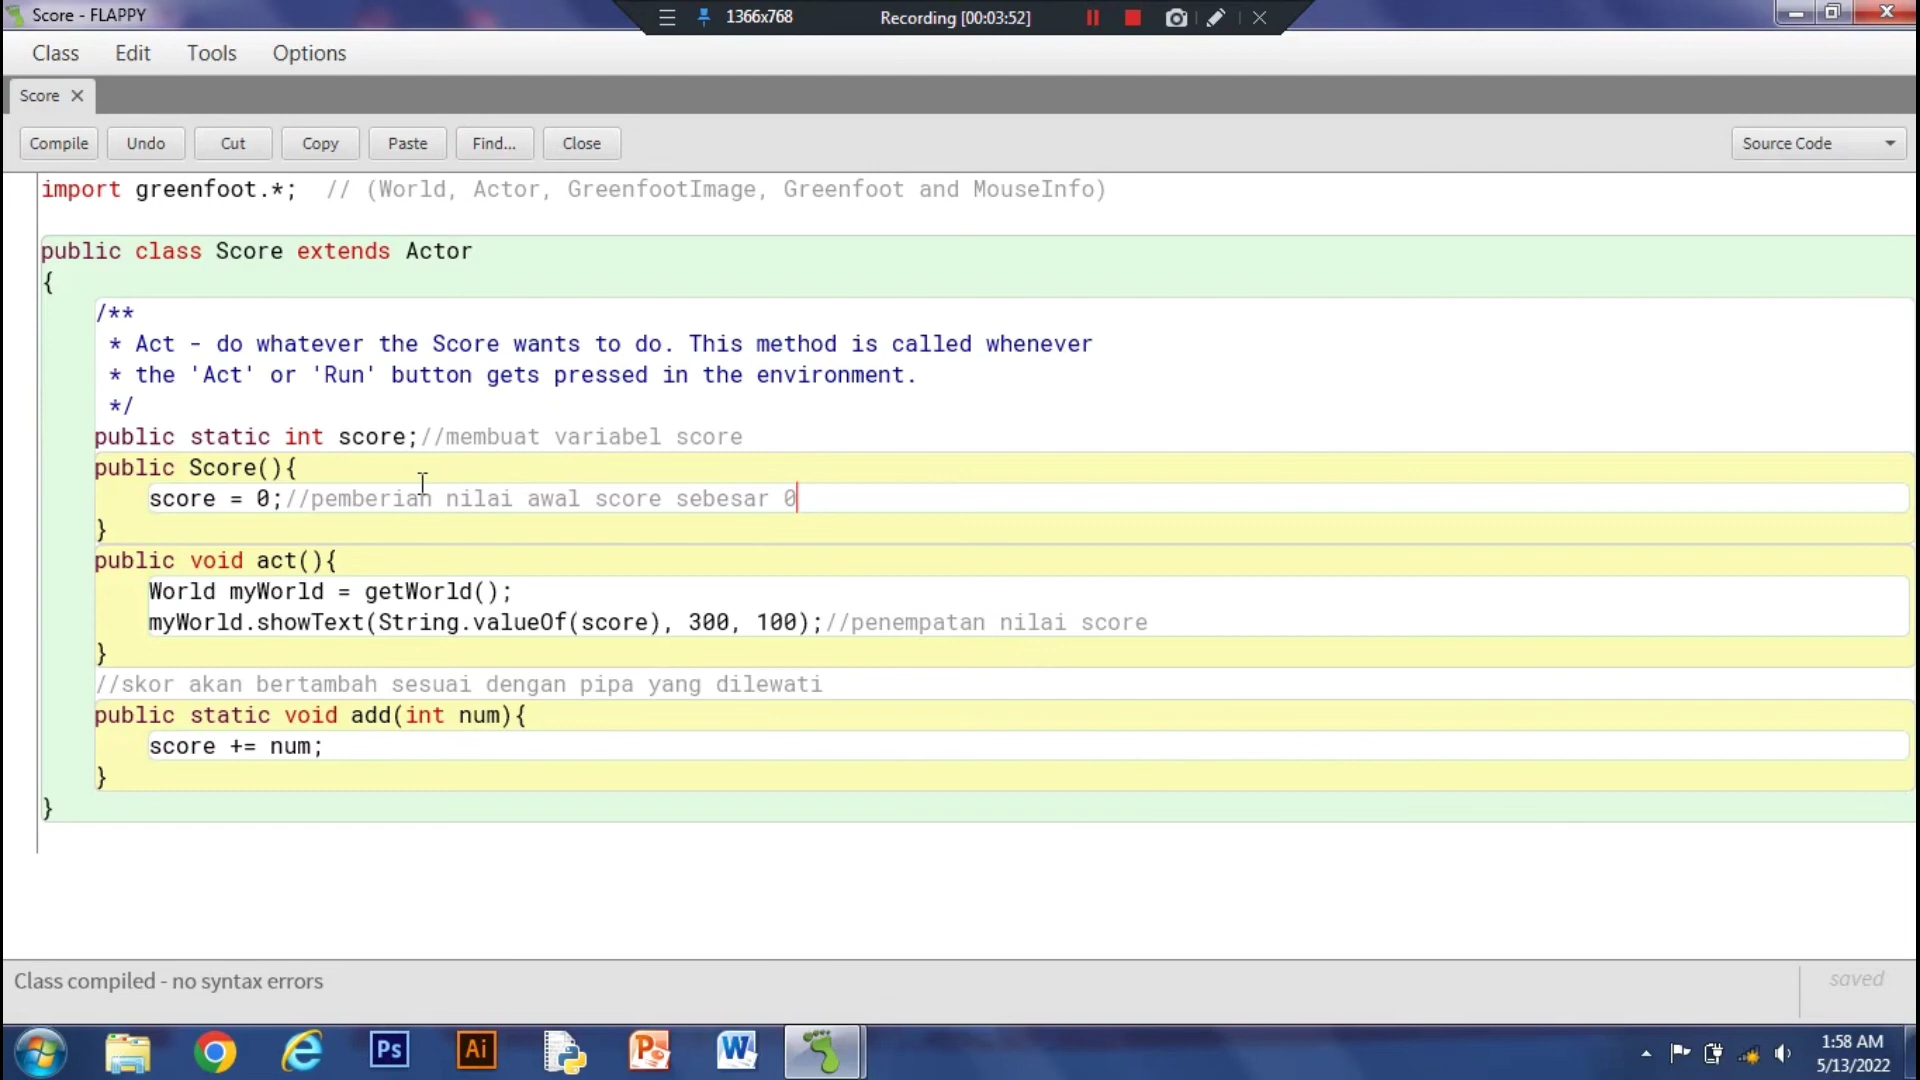 Score - FLAPPY
1366x768
Recording [00:03:52]
Class Edit Tools Options
Score
Compile Undo Cut Copy Paste Find... Close Source Code
import greenfoot.*;  // (World, Actor, GreenfootImage, Greenfoot and MouseInfo)
public class Score extends Actor
{
/**
* Act - do whatever the Score wants to do. This method is called whenever
* the 'Act' or 'Run' button gets pressed in the environment.
*/
public static int score;//membuat variabel score
public Score(){
score = 0;//pemberian nilai awal score sebesar 0
}
public void act(){
World myWorld = getWorld();
myWorld.showText(String.valueOf(score), 300, 100);//penempatan nilai score
}
//skor akan bertambah sesuai dengan pipa yang dilewati
public static void add(int num){
score += num;
}
}
Class compiled - no syntax errors
saved
Ps Ai P W
1:58 AM
5/13/2022